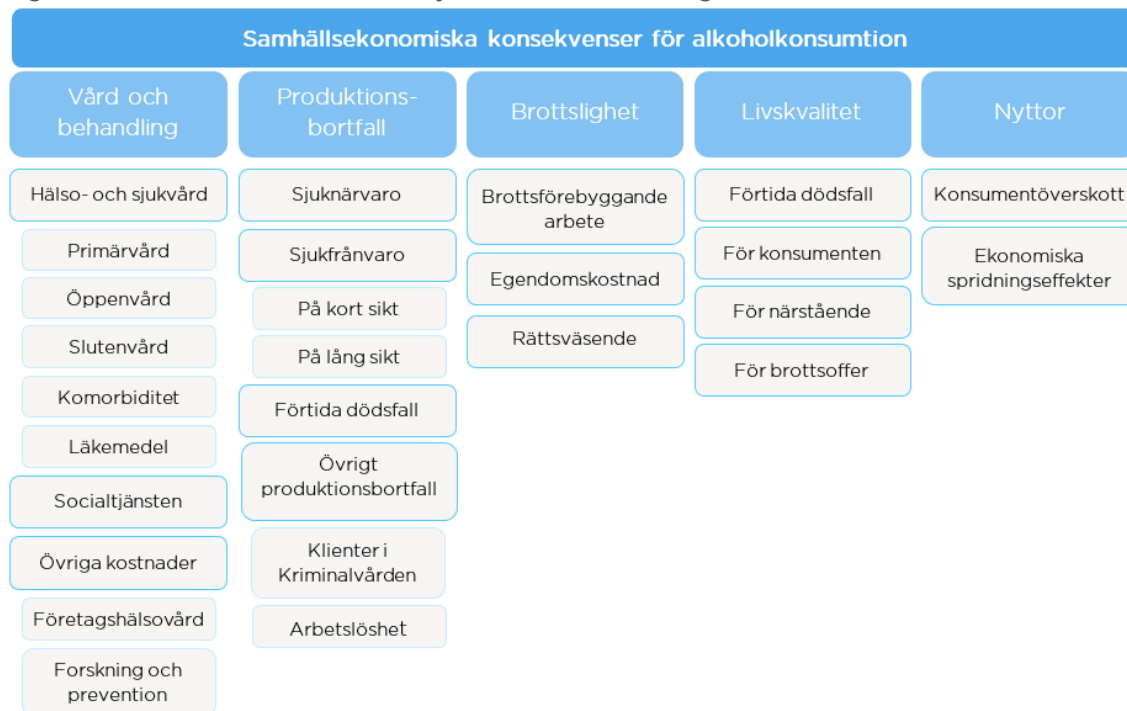 Samhällsekonomiska konsekvenser för alkoholkonsumtion
Vård och
behandling
Hälso- och sjukvård
Primärvård
Öppenvård
Slutenvård
Komorbiditet
Läkemedel
Socialtjänsten
Övriga kostnader
Företagshälsovård
Forskning och
prevention
Produktions-
bortfall
Sjuknärvaro
Sjukfrånvaro
På kort sikt
På lång sikt
Förtida dödsfall
Övrigt
produktionsbortfall
Klienter i
Kriminalvården
Arbetslöshet
Brottslighet
Brottsförebyggande
arbete
Egendomskostnad
Rättsväsende
Livskvalitet
Förtida dödsfall
För konsumenten
För närstående
För brottsoffer
Nyttor
Konsumentöverskott
Ekonomiska
spridningseffekter